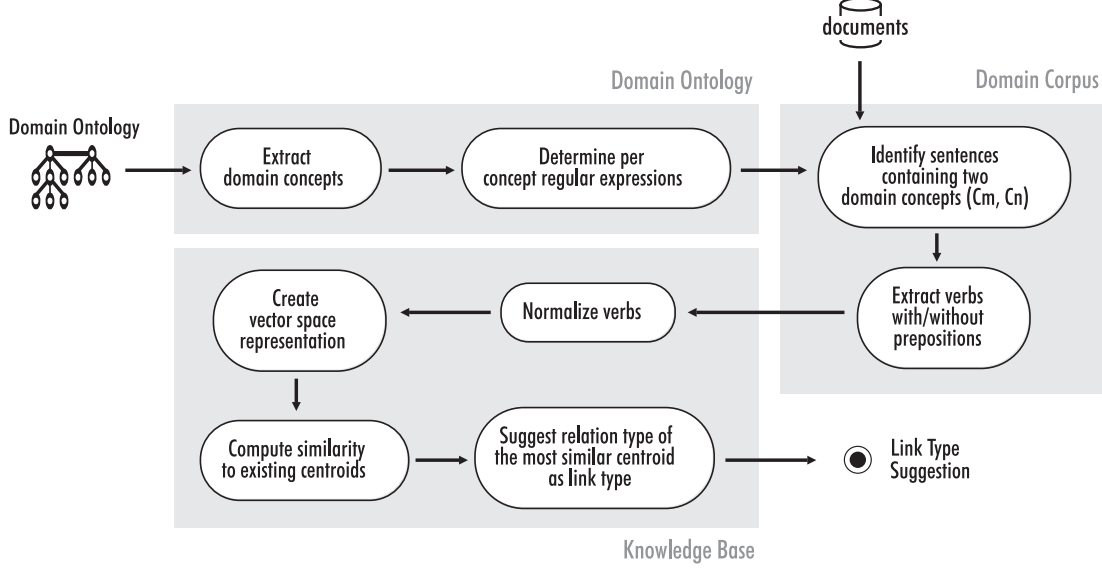 documents
Domain Ontology
Domain Corpus
Domain Ontology
Extract
domain concepts
Determine per
concept regular expressions
Identify sentences
containing two
domain concepts (Cm, Cn)
Extract verbs
with/without
prepositions
Normalize verbs
Create
vector space
representation
Compute similarity
to existing centroids
Suggest relation type of
the most similar centroid
as link type
Link Type
Suggestion
Knowledge Base